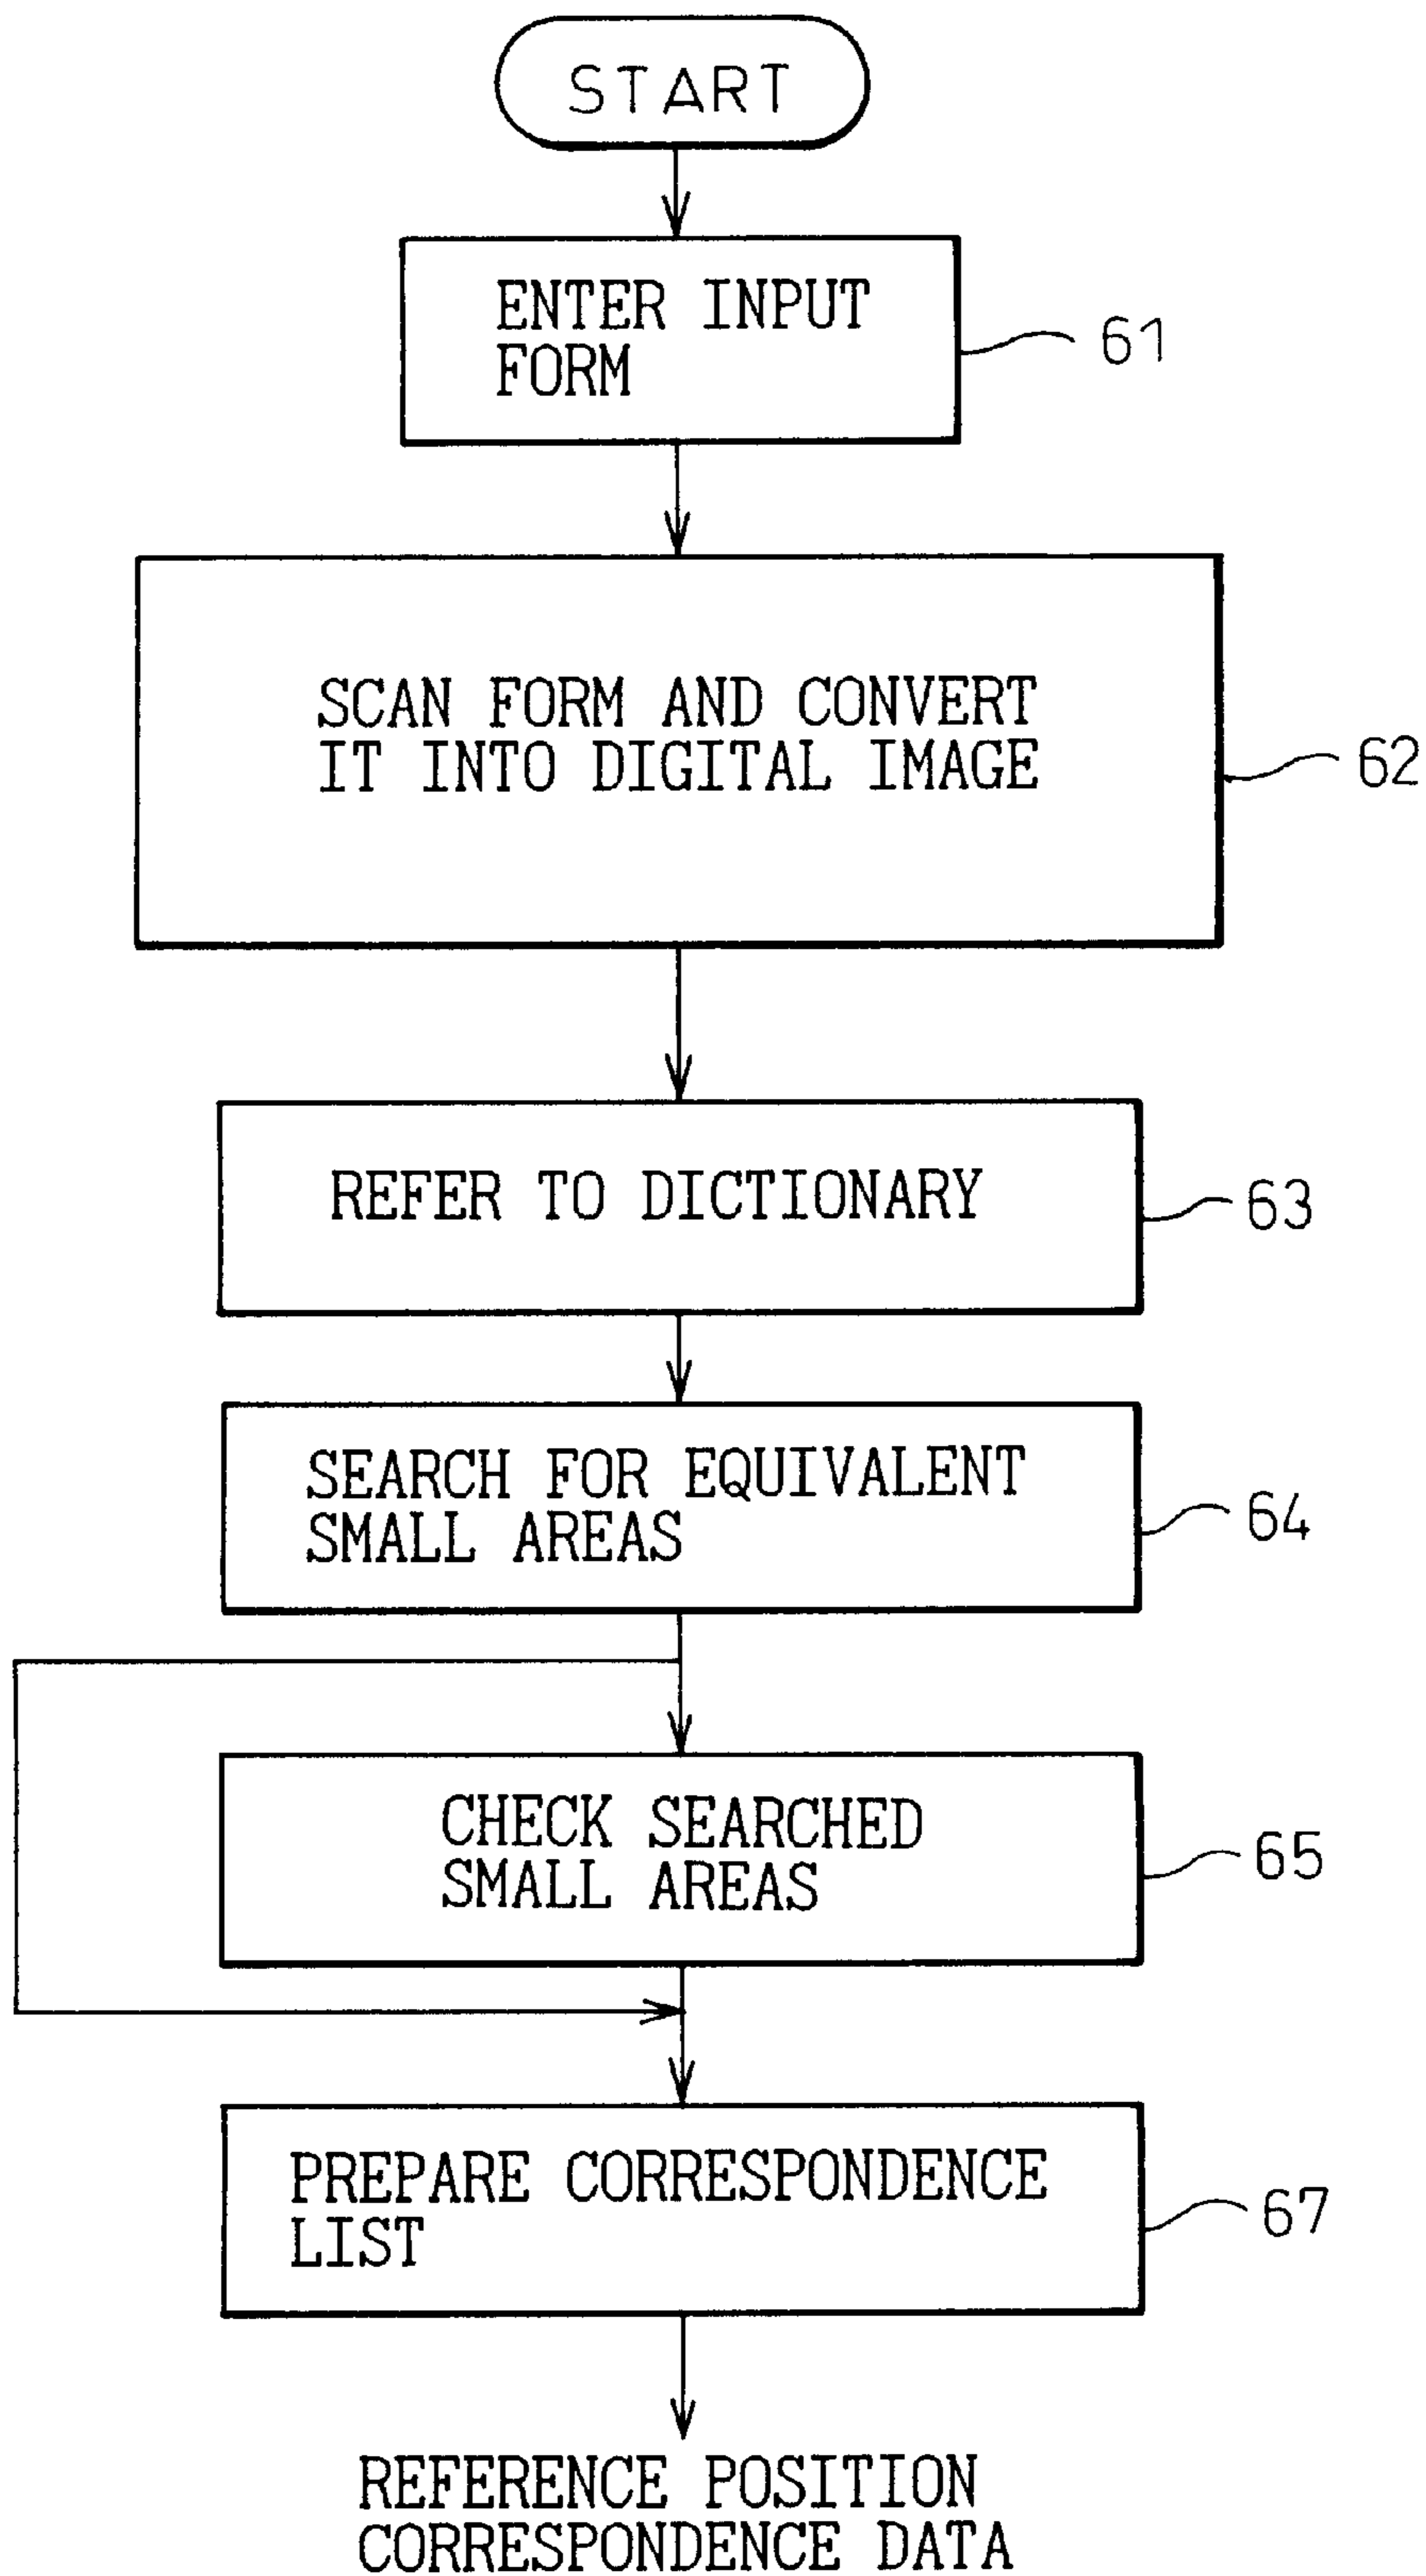 START
ENTER INPUT
FORM
61
SCAN FORM AND CONVERT
IT INTO DIGITAL IMAGE
62
REFER TO DICTIONARY
63
SEARCH FOR EQUIVALENT
SMALL AREAS
64
CHECK SEARCHED
SMALL AREAS
65
PREPARE CORRESPONDENCE
LIST
67
REFERENCE POSITION
CORRESPONDENCE DATA